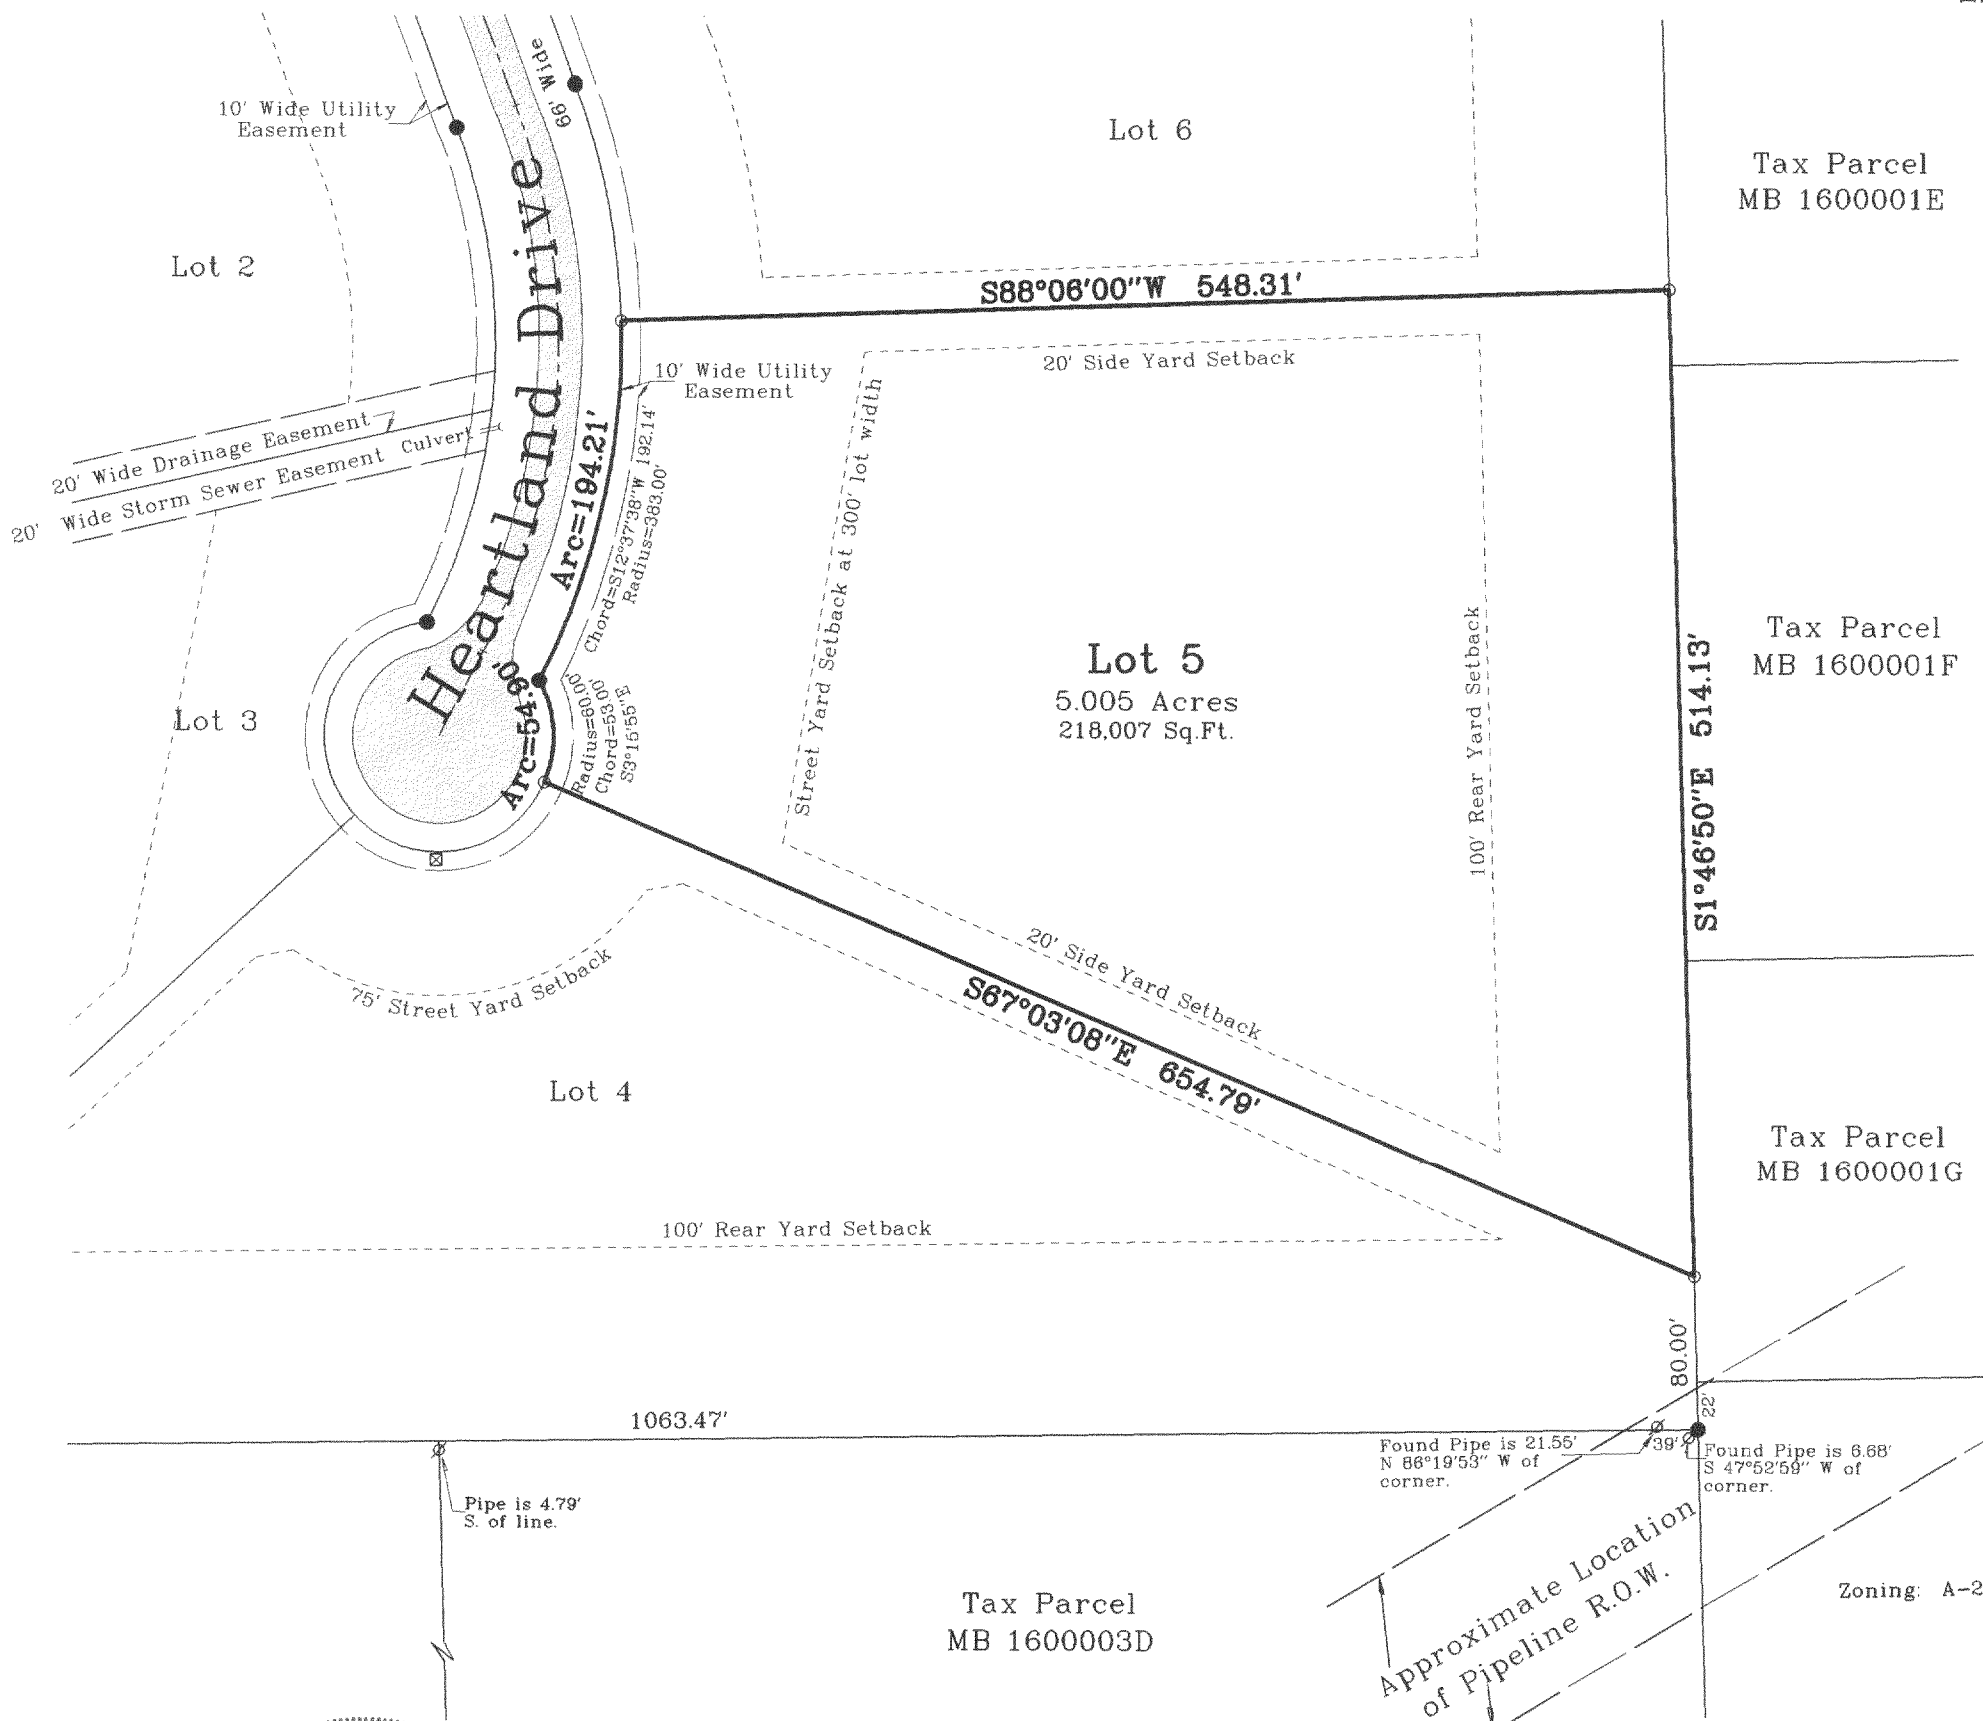 66' Wide
10' Wide Utility
Easement
Lot 6
Tax Parcel
MB 1600001E
Lot 2
Heartland Drive
S88°06'00"W 548.31'
20' Side Yard Setback
10' Wide Utility
Easement
20' Wide Drainage Easement
20' Wide Storm Sewer Easement
Culvert
Arc=194.21'
Chord=S12°37'38"W 192.14'
Radius=383.00'
Street Yard Setback at 300' lot width
Lot 5
5.005 Acres
218,007 Sq.Ft.
100' Rear Yard Setback
S1°46'50"E 514.13'
Tax Parcel
MB 1600001F
Lot 3
Arc=54.90'
Radius=60.00'
Chord=53.00'
S3°15'55"E
20' Side Yard Setback
S67°03'08"E 654.79'
75' Street Yard Setback
Lot 4
Tax Parcel
MB 1600001G
100' Rear Yard Setback
80.00'
22'
1063.47'
Found Pipe is 21.55'
N 86°19'53" W of
corner.
39'
Found Pipe is 6.68'
S 47°52'59" W of
corner.
Pipe is 4.79'
S. of line.
Approximate Location
of Pipeline R.O.W.
Zoning: A-2
Tax Parcel
MB 1600003D